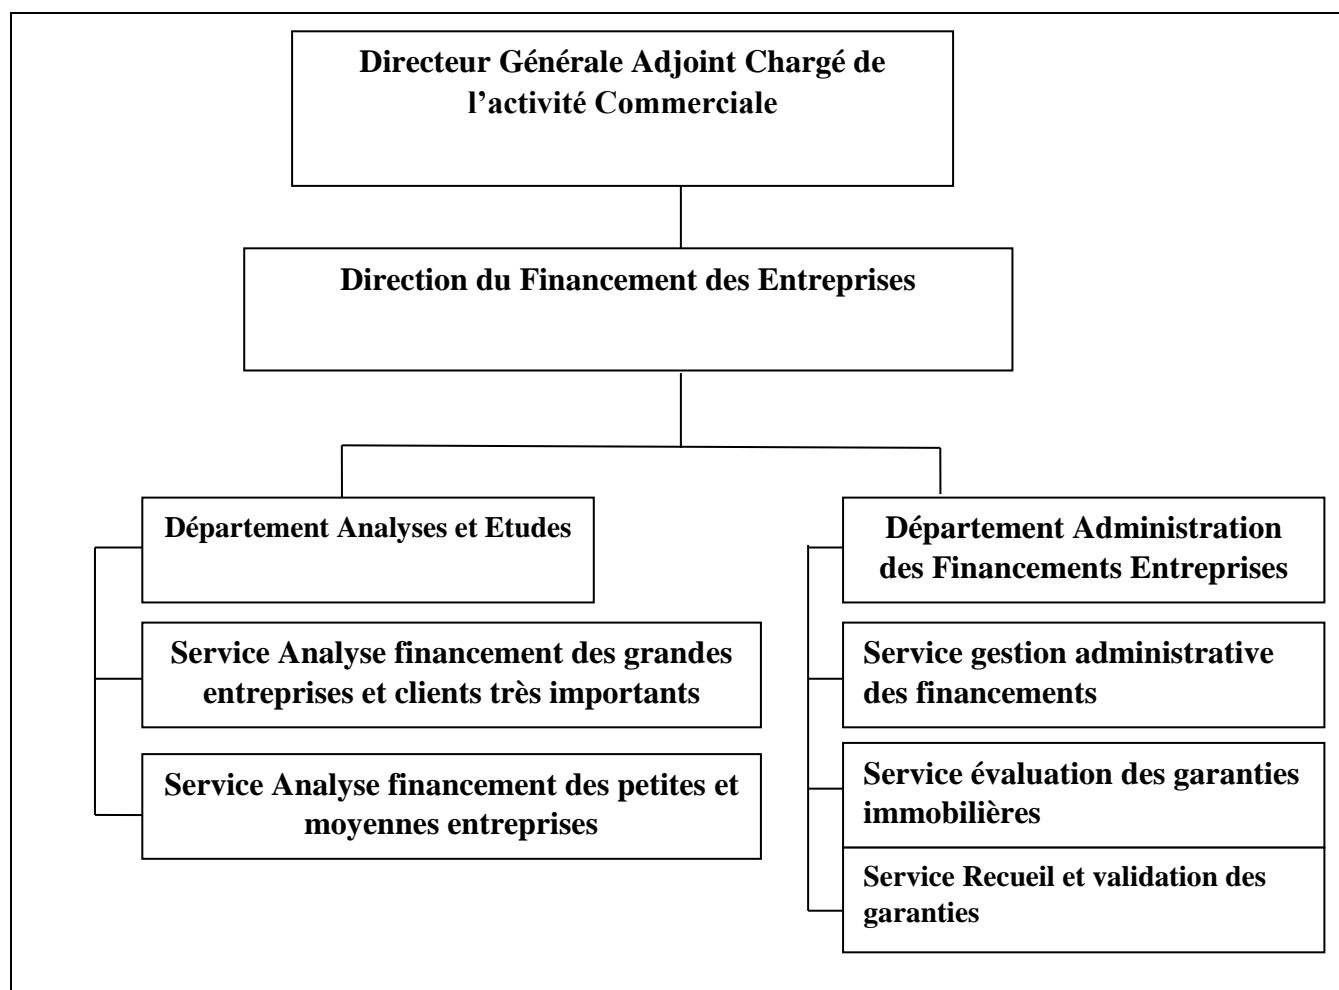 Directeur Générale Adjoint Chargé de
l’activité Commerciale
Direction du Financement des Entreprises
Département Analyses et Etudes
Service Analyse financement des grandes
entreprises et clients très importants
Service Analyse financement des petites et
moyennes entreprises
Département Administration
des Financements Entreprises
Service gestion administrative
des financements
Service évaluation des garanties
immobilières
Service Recueil et validation des
garanties